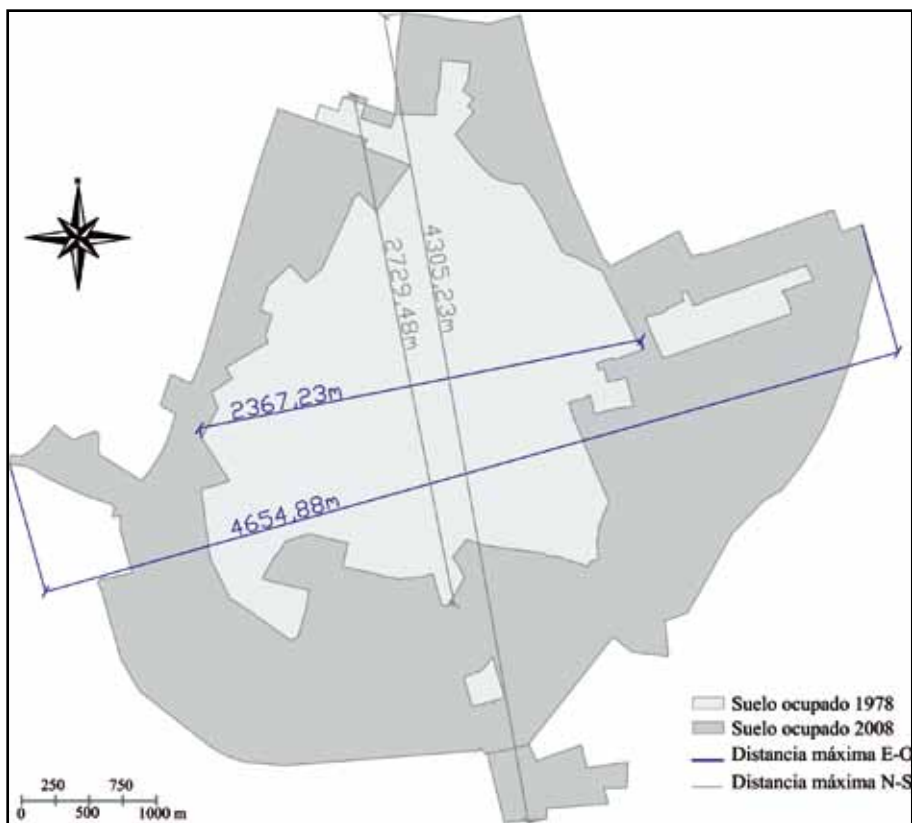 4305,23m
2729,48m
2367,23m
4654,88m
Suelo ocupado 1978
Suelo ocupado 2008
Distancia máxima E-O
Distancia máxima N-S
250 750
0 500 1000 m